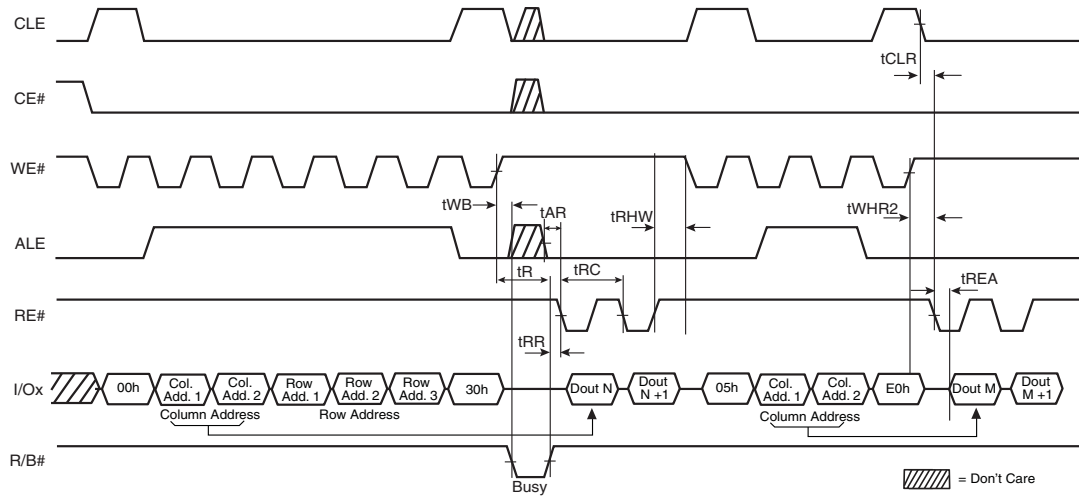 CLE
tCLR
CE#
WE#
tWB
tAR
tRHW
tWHR2
ALE
tR
tRC
tREA
RE#
tRR
I/Ox
00h
Col.
Add. 1
Col.
Add. 2
Row
Add. 1
Row
Add. 2
Row
Add. 3
30h
Dout N
Dout
N +1
05h
Col.
Add. 1
Col.
Add. 2
E0h
Dout M
Dout
M +1
Column Address
Row Address
Column Address
R/B#
Busy
= Don't Care